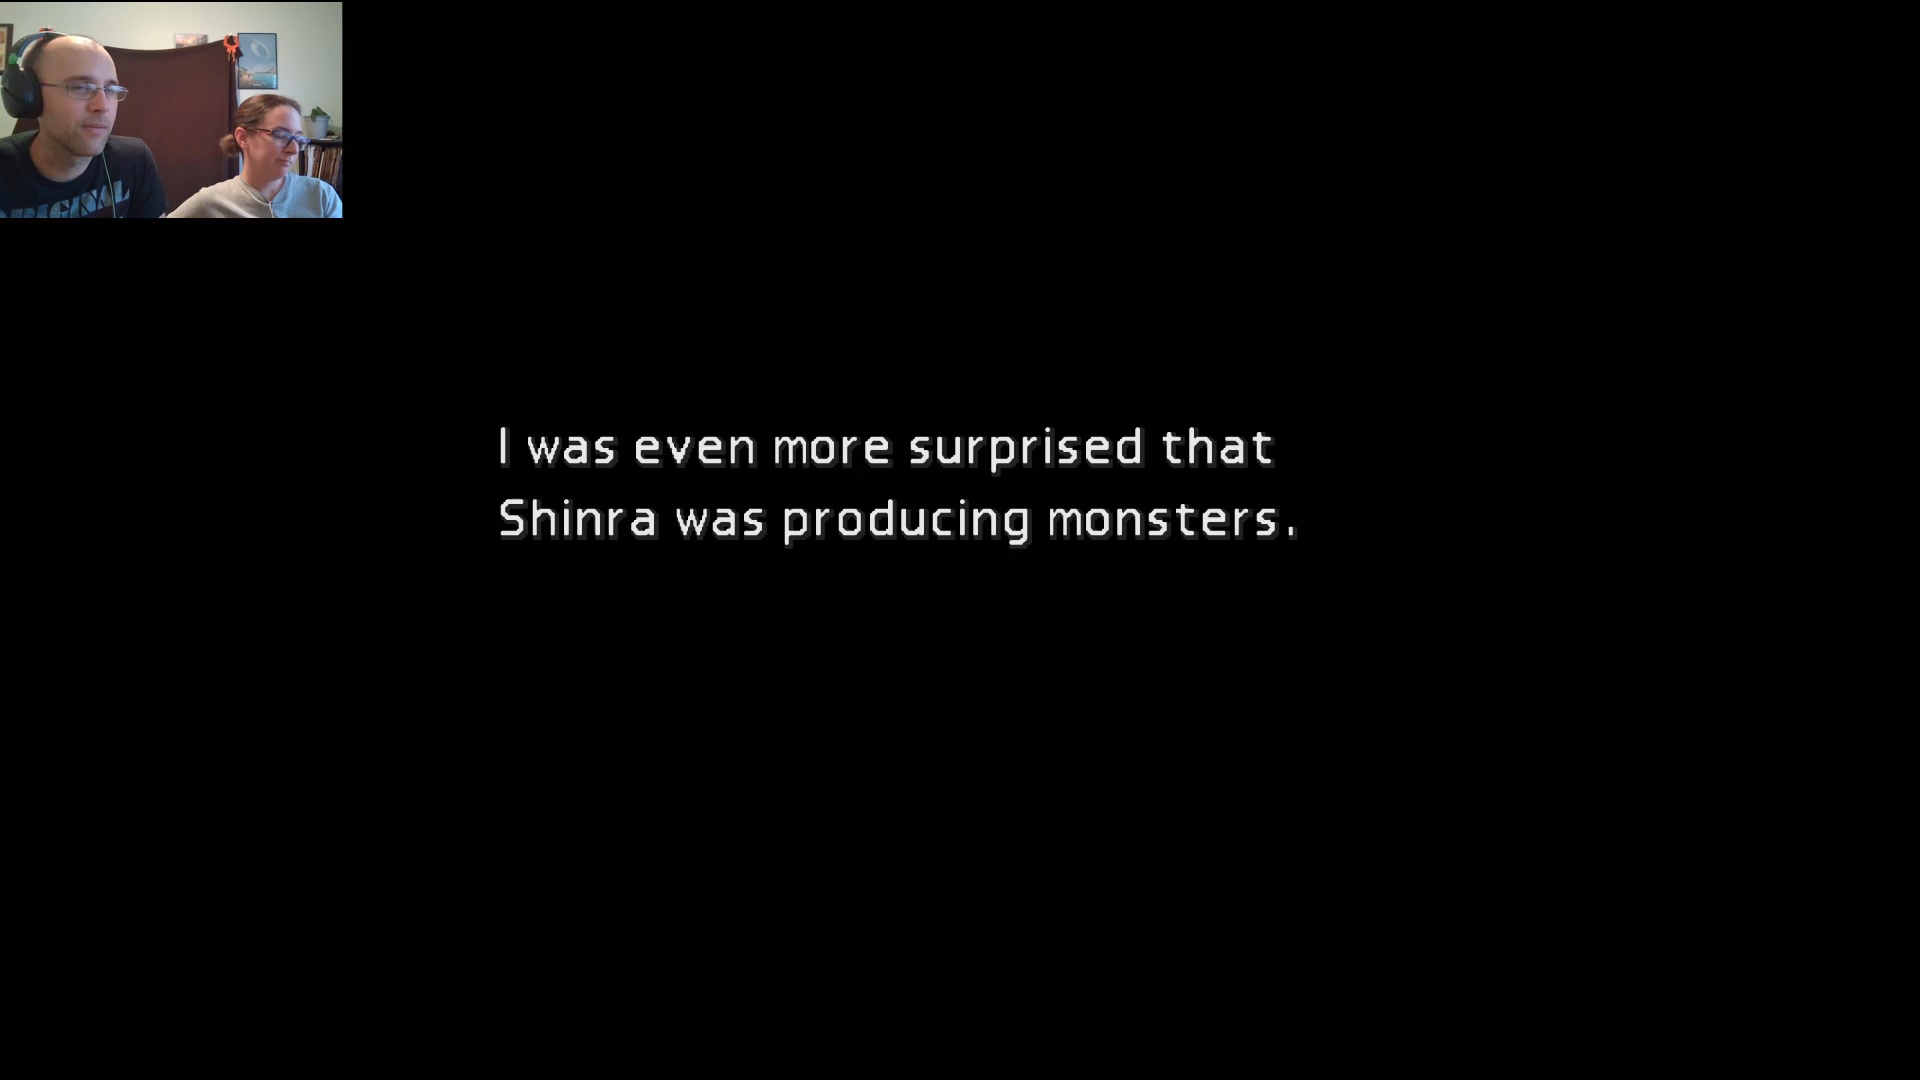 I was even more surprised that
Shinra was producing monsters.